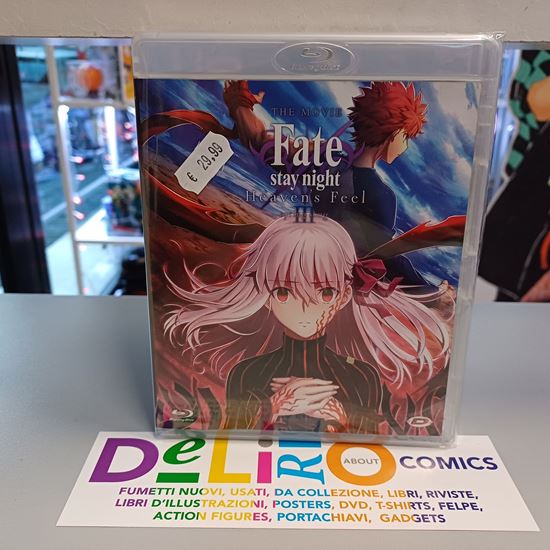 THE MOVIE
Fate
stay night
Heaven's Feel
€ 29,99
DeLiRiO ABOUT COMICS
FUMETTI NUOVI, USATI, DA COLLEZIONE, LIBRI, RIVISTE,
LIBRI D'ILLUSTRAZIONI, POSTERS, DVD, T-SHIRTS, FELPE,
ACTION FIGURES, PORTACHIAVI, GADGETS